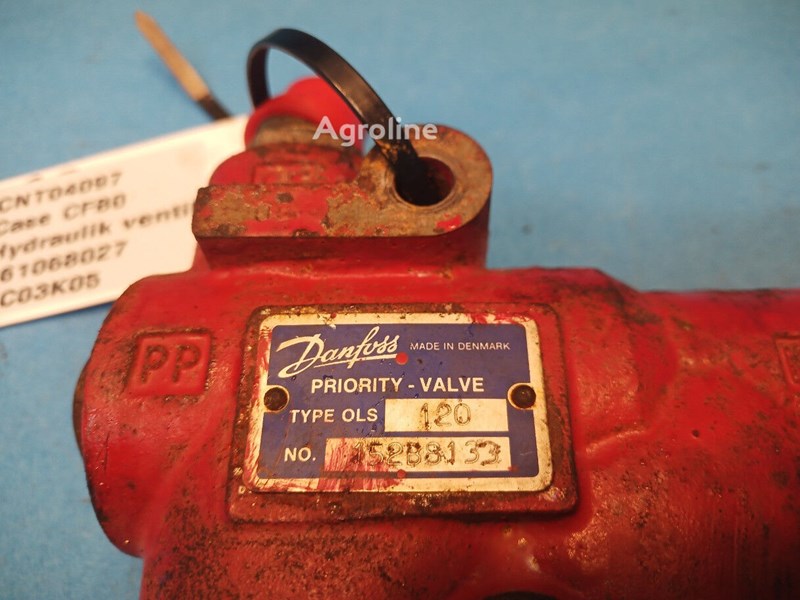 Agroline
CNT04097
Case CF80
Hydraulik venti
61068027
C03K05
PP
Danfoss MADE IN DENMARK
PRIORITY - VALVE
TYPE OLS 120
NO. 152B8133
D